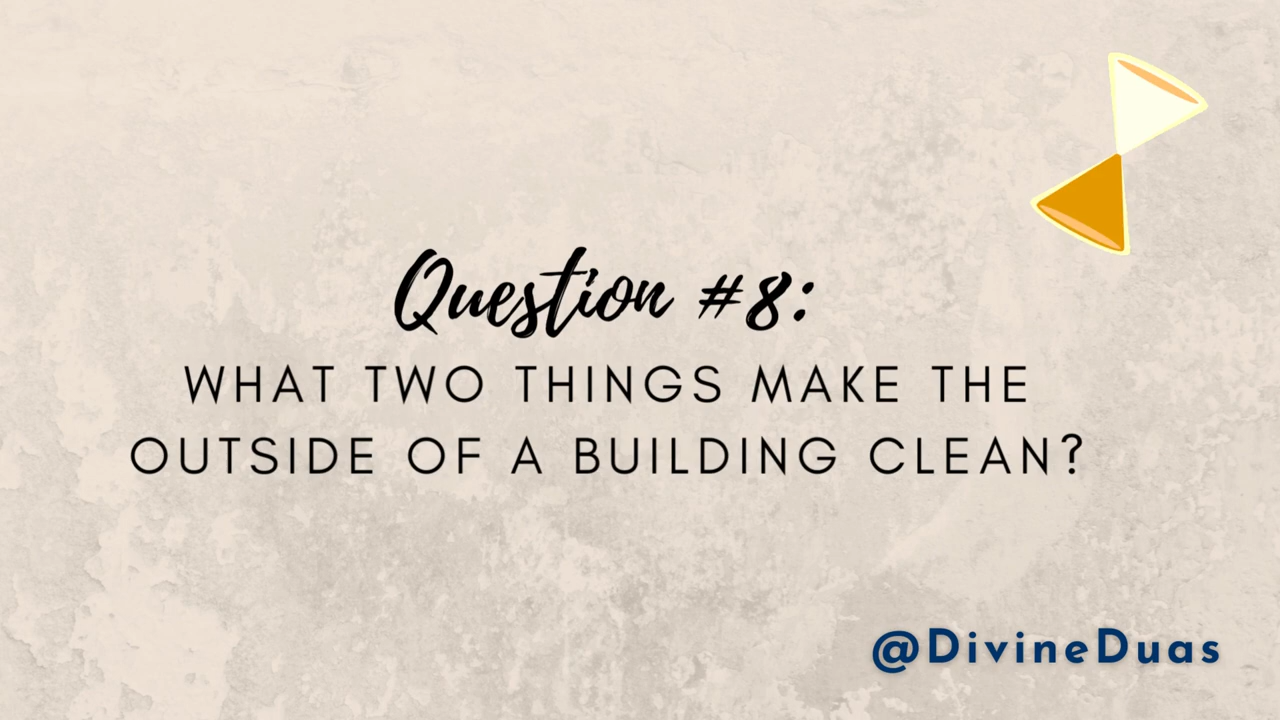 Question #8:
WHAT TWO THINGS MAKE THE
OUTSIDE OF A BUILDING CLEAN?
@DivineDuas